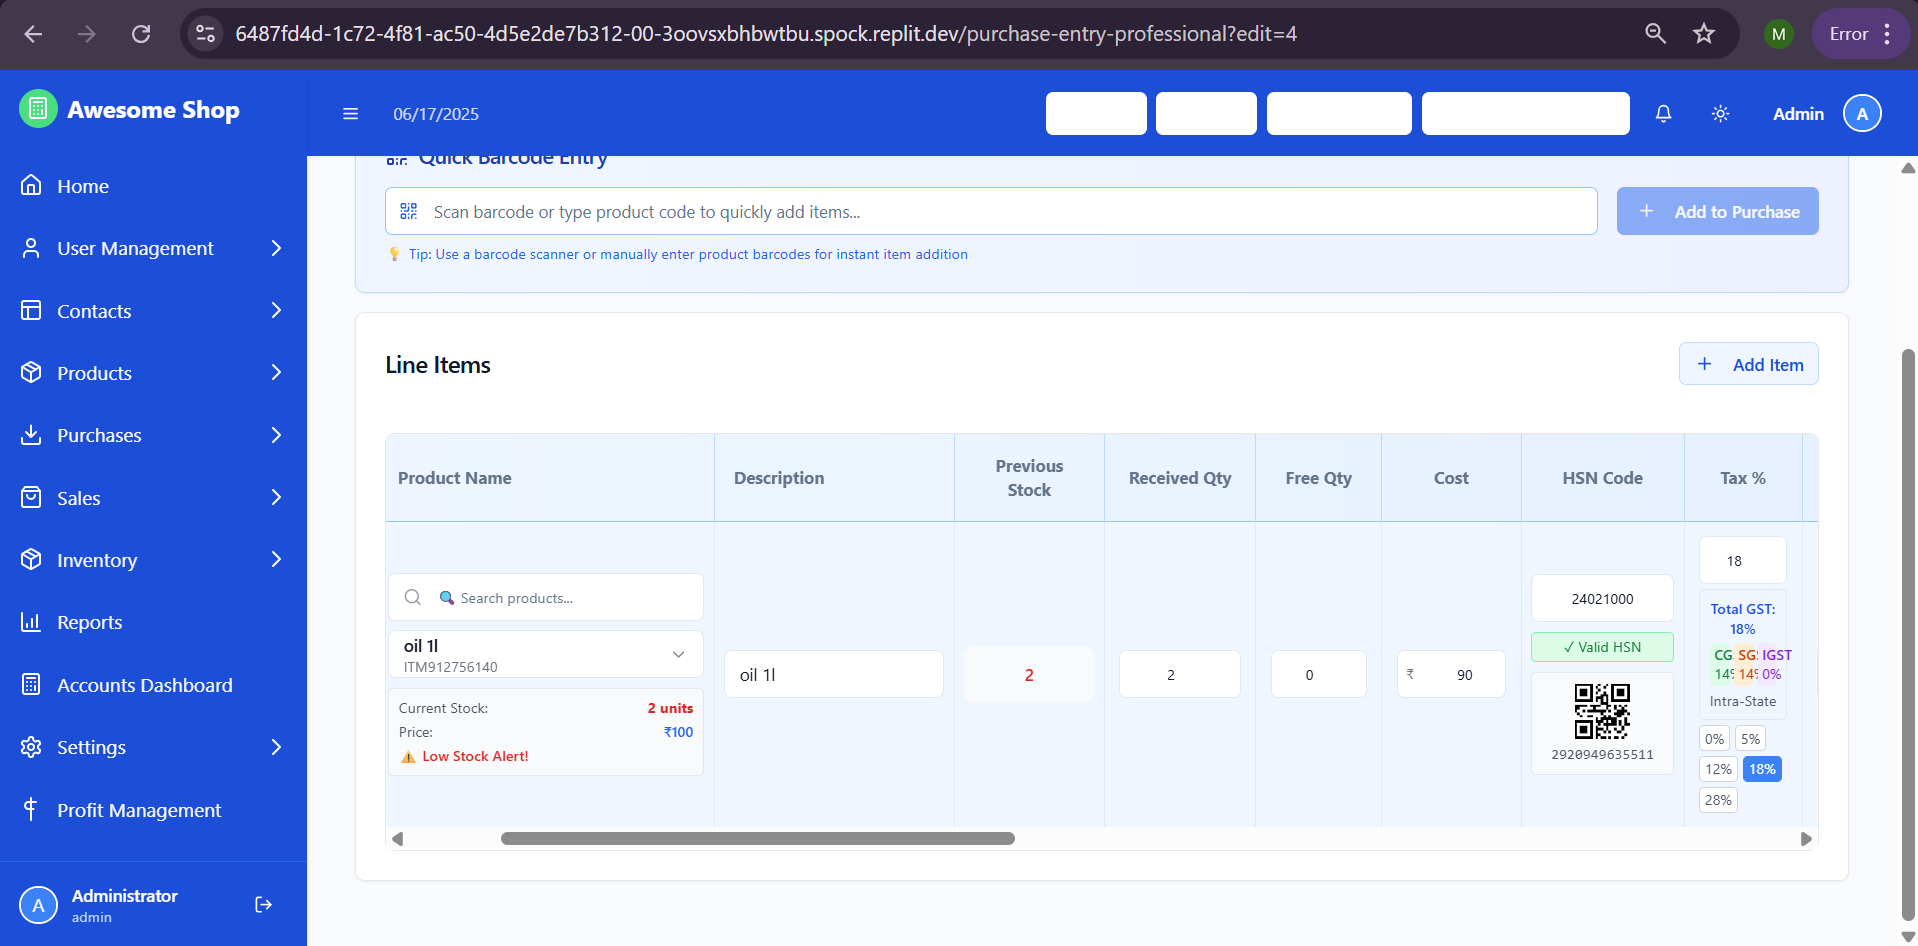 6487fd4d-1c72-4f81-ac50-4d5e2de7b312-00-3oovsxbhbwtbu.spock.replit.dev/purchase-entry-professional?edit=4
M
Error
Awesome Shop
06/17/2025
Admin
A
Home
User Management
Contacts
Products
Purchases
Sales
Inventory
Reports
Accounts Dashboard
Settings
Profit Management
A
Administrator
admin
Quick Barcode Entry
Scan barcode or type product code to quickly add items...
+ Add to Purchase
💡 Tip: Use a barcode scanner or manually enter product barcodes for instant item addition
Line Items
+ Add Item
Product Name
Description
Previous
Stock
Received Qty
Free Qty
Cost
HSN Code
Tax %
🔍 Search products...
oil 1l
ITM912756140
Current Stock: 2 units
Price: ₹100
⚠️ Low Stock Alert!
oil 1l
2
2
0
₹ 90
24021000
✓ Valid HSN
2920949635511
18
Total GST:
18%
CG SG IGST
14% 14% 0%
Intra-State
0% 5%
12% 18%
28%